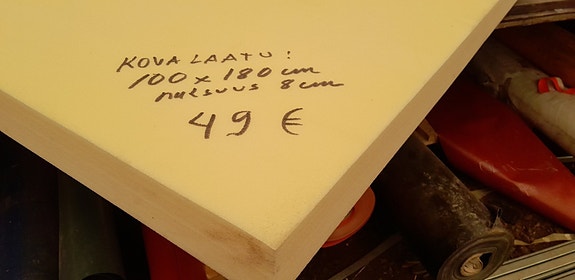 KOVA LAATU!
100 x 180 cm
paksuus 8 cm
49 €